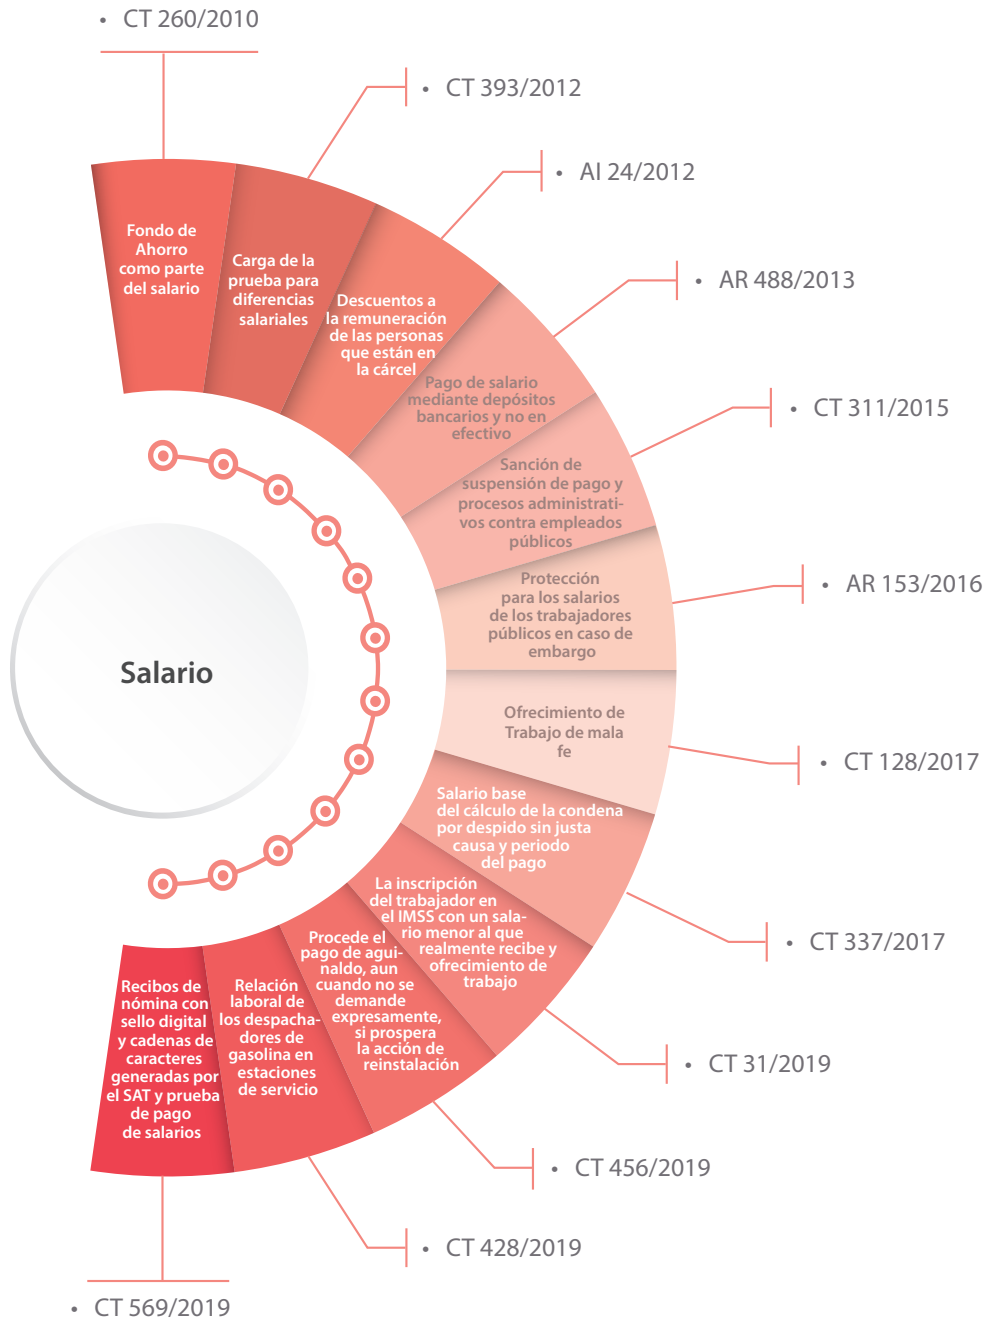 • CT 260/2010
• CT 393/2012
• AI 24/2012
• AR 488/2013
• CT 311/2015
• AR 153/2016
• CT 128/2017
• CT 337/2017
• CT 31/2019
• CT 456/2019
• CT 428/2019
• CT 569/2019
Fondo de
Ahorro
como parte
del salario
Carga de la
prueba para
diferencias
salariales
Descuentos a
la remuneración
de las personas
que están en
la cárcel
Pago de salario
mediante depósitos
bancarios y no en
efectivo
Sanción de
suspensión de pago y
procesos administrati-
vos contra empleados
públicos
Protección
para los salarios
de los trabajadores
públicos en caso de
embargo
Ofrecimiento de
Trabajo de mala
fe
Salario base
del cálculo de la condena
por despido sin justa
causa y periodo
del pago
La inscripción
del trabajador en
el IMSS con un sala-
rio menor al que
realmente recibe y
ofrecimiento de
trabajo
Procede el
pago de agui-
naldo, aun
cuando no se
demande
expresamente,
si prospera
la acción de
reinstalación
Relación
laboral de
los despacha-
dores de
gasolina en
estaciones
de servicio
Recibos de
nómina con
sello digital
y cadenas de
caracteres
generadas por
el SAT y prueba
de pago
de salarios
Salario